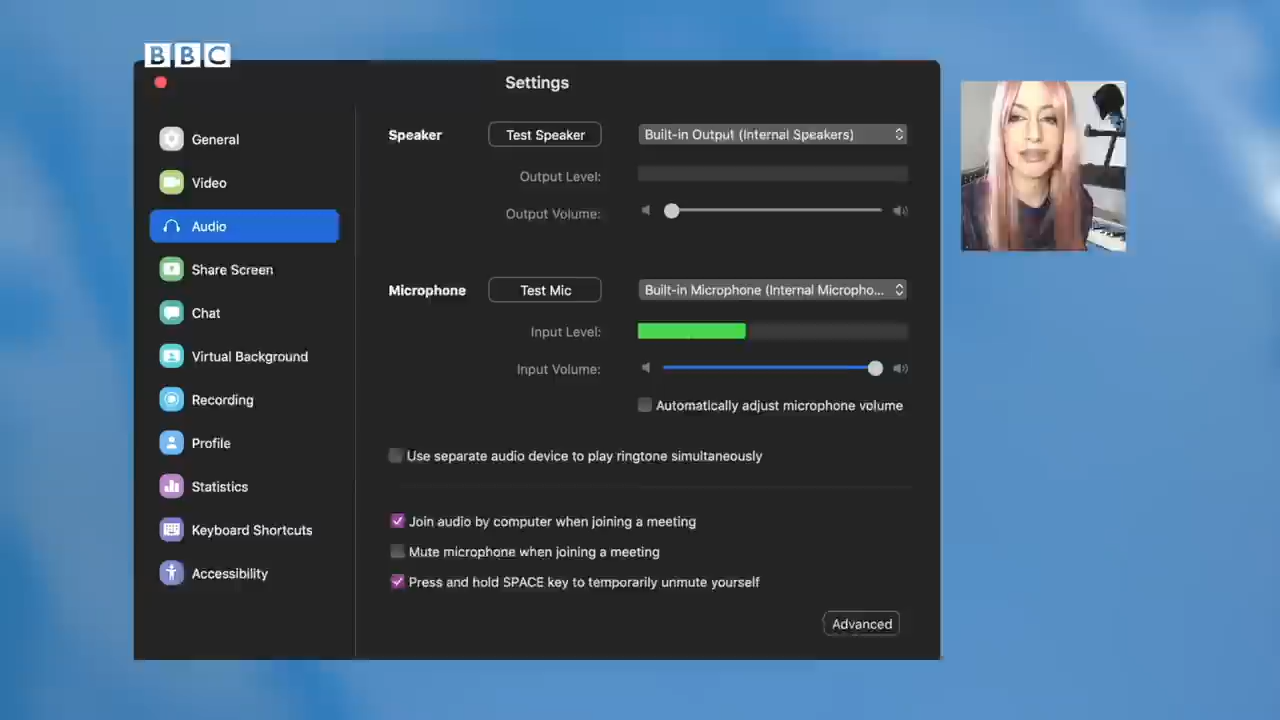 BBC
Settings
General
Video
Audio
Share Screen
Chat
Virtual Background
Recording
Profile
Statistics
Keyboard Shortcuts
Accessibility
Speaker
Test Speaker
Built-in Output (Internal Speakers)
Output Level:
Output Volume:
Microphone
Test Mic
Built-in Microphone (Internal Micropho...
Input Level:
Input Volume:
Automatically adjust microphone volume
Use separate audio device to play ringtone simultaneously
Join audio by computer when joining a meeting
Mute microphone when joining a meeting
Press and hold SPACE key to temporarily unmute yourself
Advanced